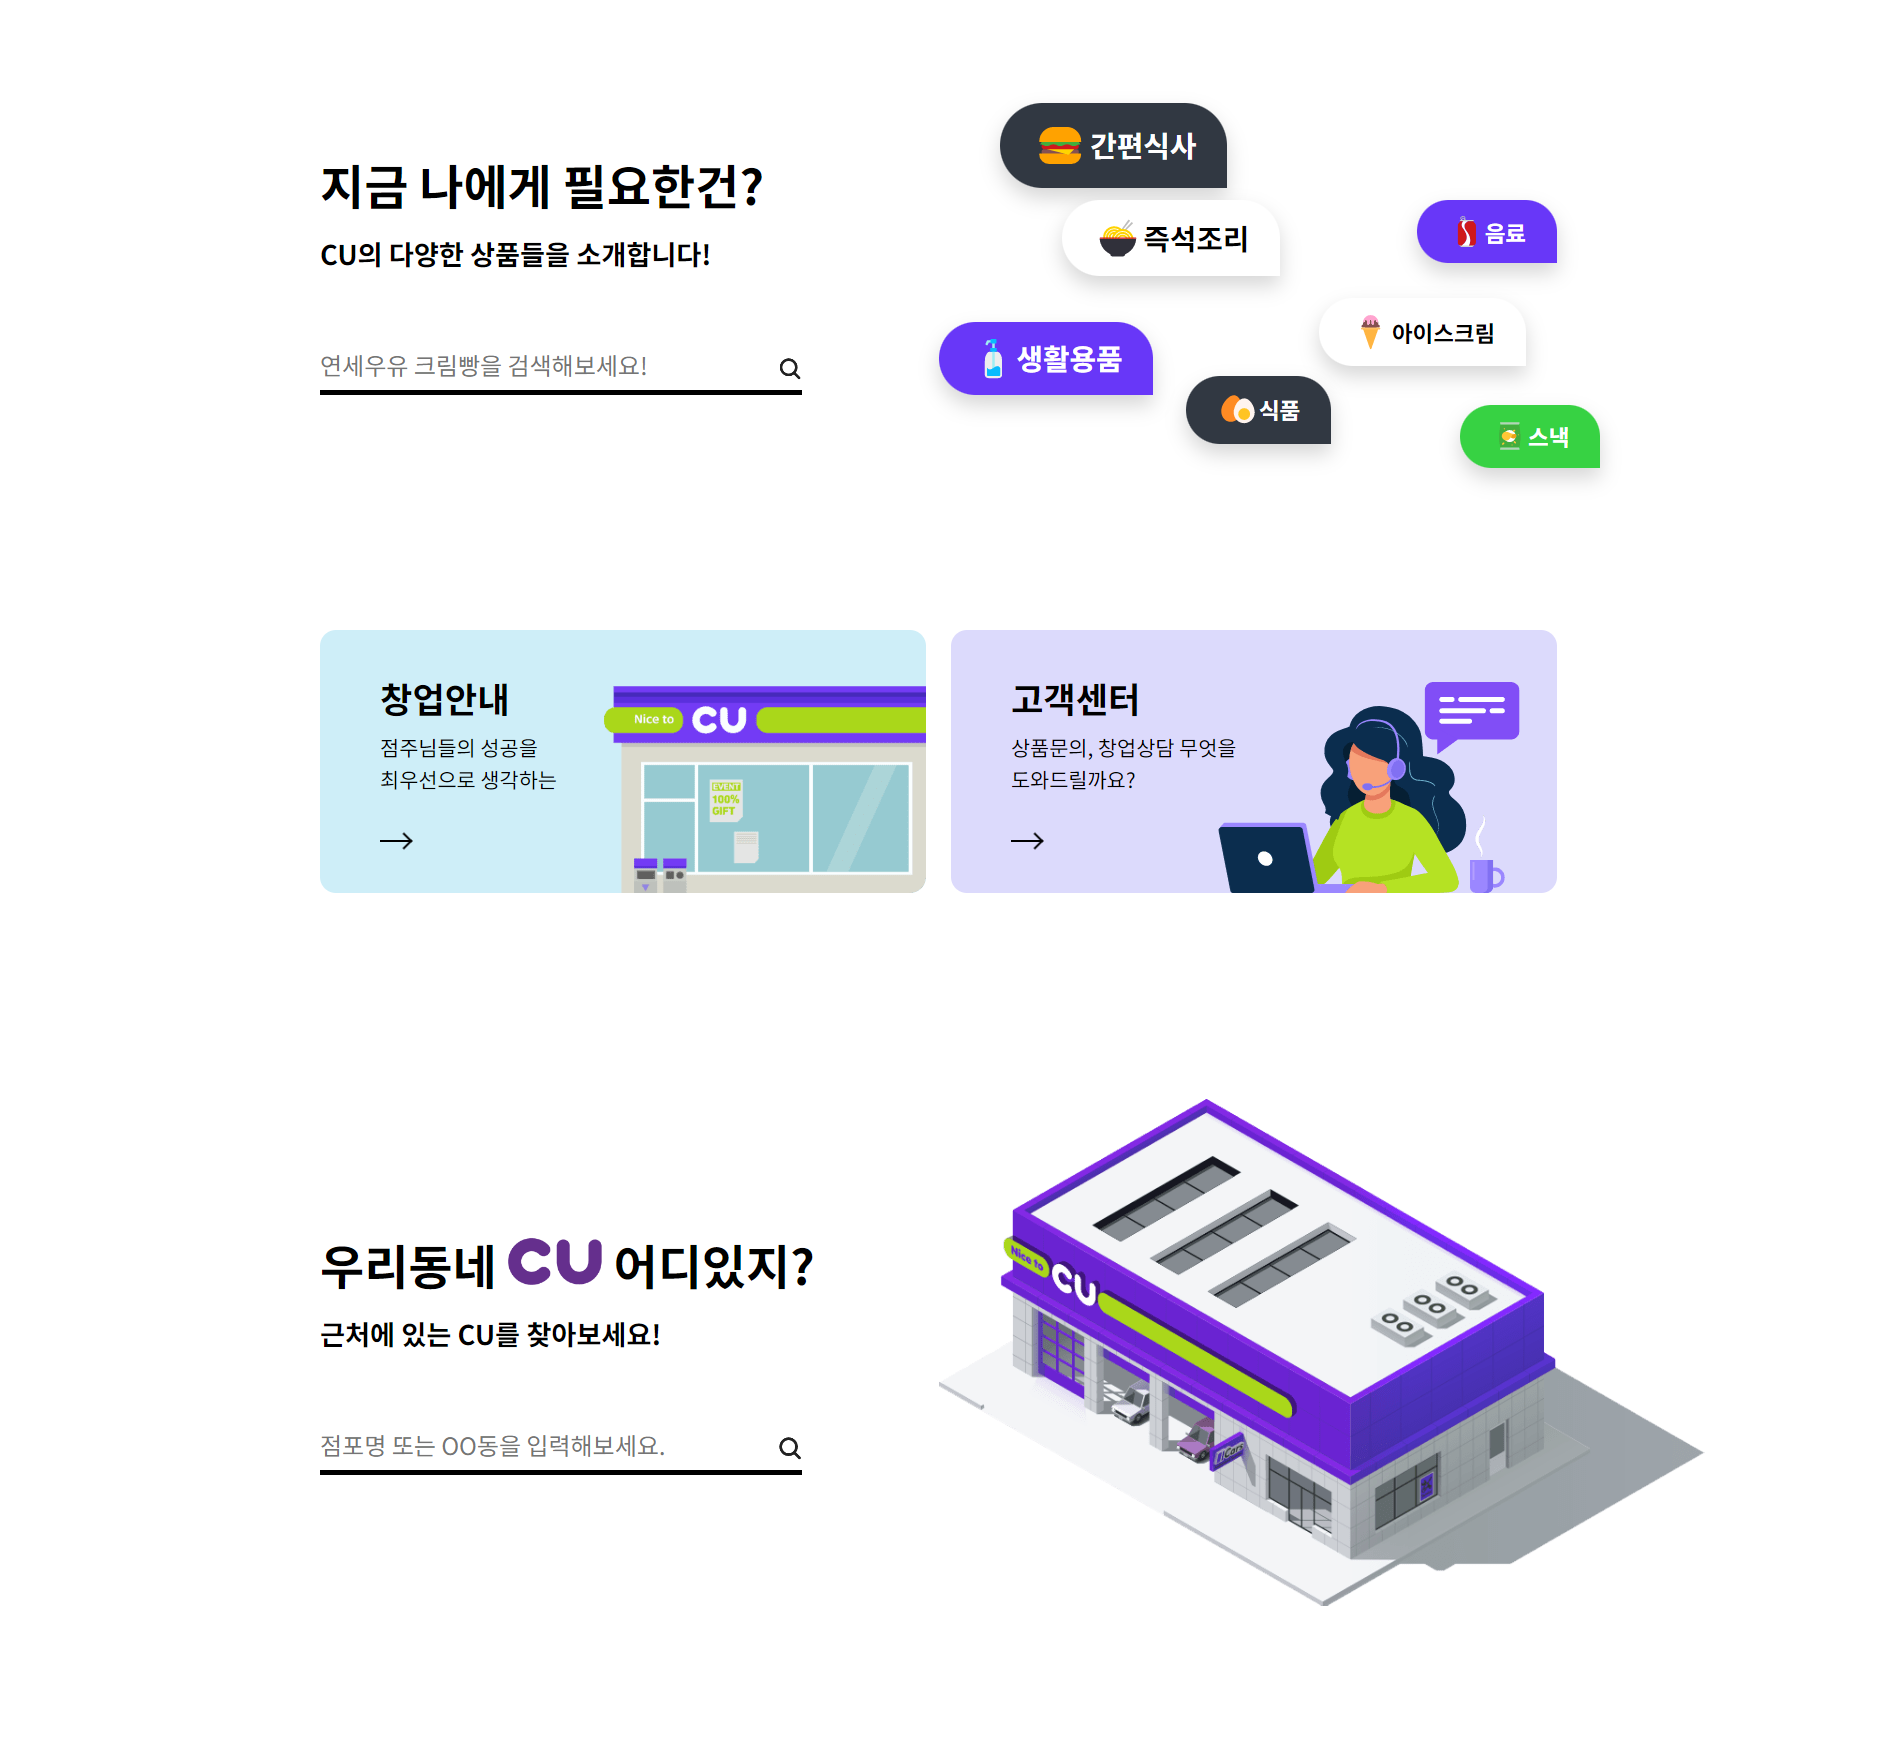 지금 나에게 필요한건?
CU의 다양한 상품들을 소개합니다!
연세우유 크림빵을 검색해보세요!
간편식사
즉석조리
음료
아이스크림
생활용품
식품
스낵
창업안내
점주님들의 성공을
최우선으로 생각하는
Nice to CU
EVENT
100%
GIFT
고객센터
상품문의, 창업상담 무엇을
도와드릴까요?
우리동네 CU 어디있지?
근처에 있는 CU를 찾아보세요!
점포명 또는 OO동을 입력해보세요.
Nice to CU